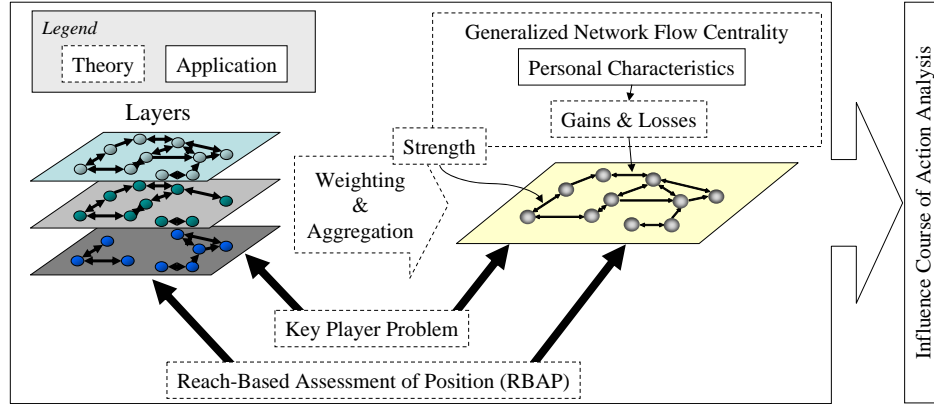 Legend
Theory
Application
Generalized Network Flow Centrality
Personal Characteristics
Gains & Losses
Strength
Layers
Weighting
&
Aggregation
Key Player Problem
Reach-Based Assessment of Position (RBAP)
Influence Course of Action Analysis